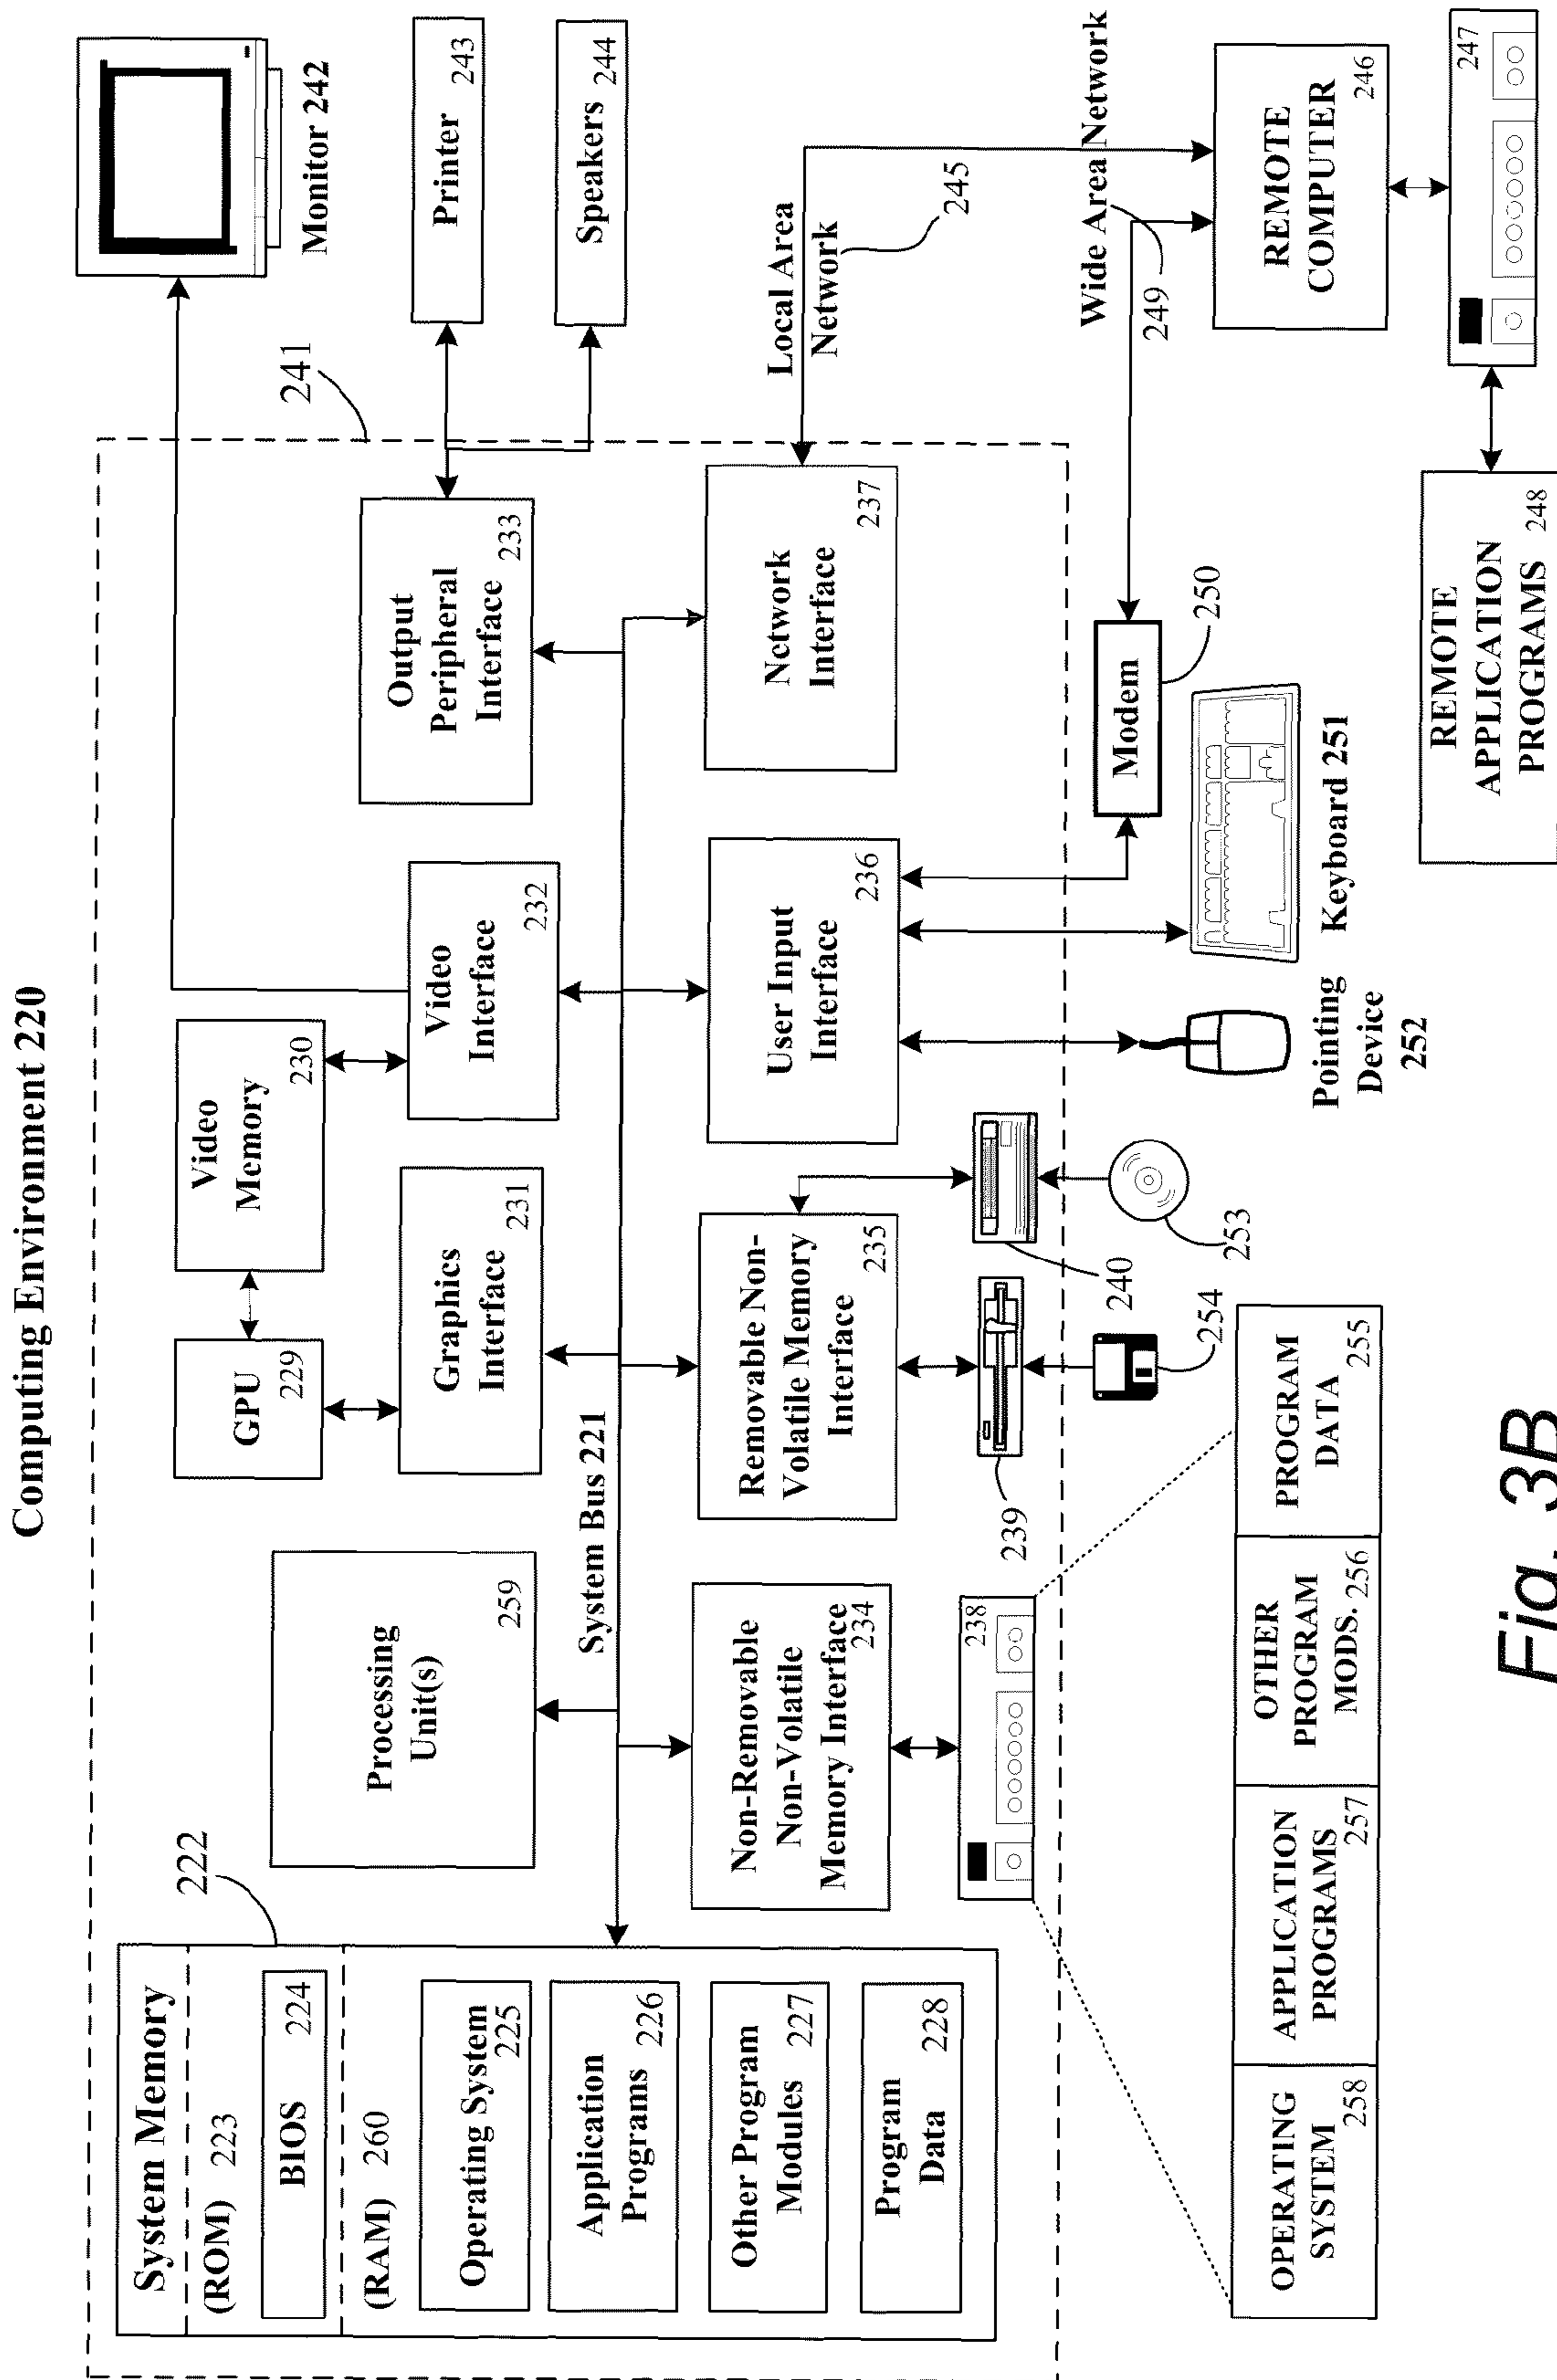 Computing Environment 220
System Memory
(ROM) 223
BIOS 224
(RAM) 260
Operating System
225
Application
Programs 226
Other Program
Modules 227
Program
Data 228
222
Processing
Unit(s)
259
GPU
229
Video
Memory
230
Graphics
Interface
231
Video
Interface
232
Output
Peripheral
Interface 233
241
Monitor 242
Printer 243
Speakers 244
System Bus 221
Non-Removable
Non-Volatile
Memory Interface
234
Removable Non-
Volatile Memory
Interface
235
User Input
Interface
236
Network
Interface
237
Local Area
Network
245
Wide Area Network
249
238
239
240
254
253
Pointing
Device
252
Keyboard 251
Modem
250
REMOTE
COMPUTER
246
247
REMOTE
APPLICATION
PROGRAMS 248
OPERATING
SYSTEM
258
APPLICATION
PROGRAMS
257
OTHER
PROGRAM
MODS. 256
PROGRAM
DATA
255
Fig. 3B